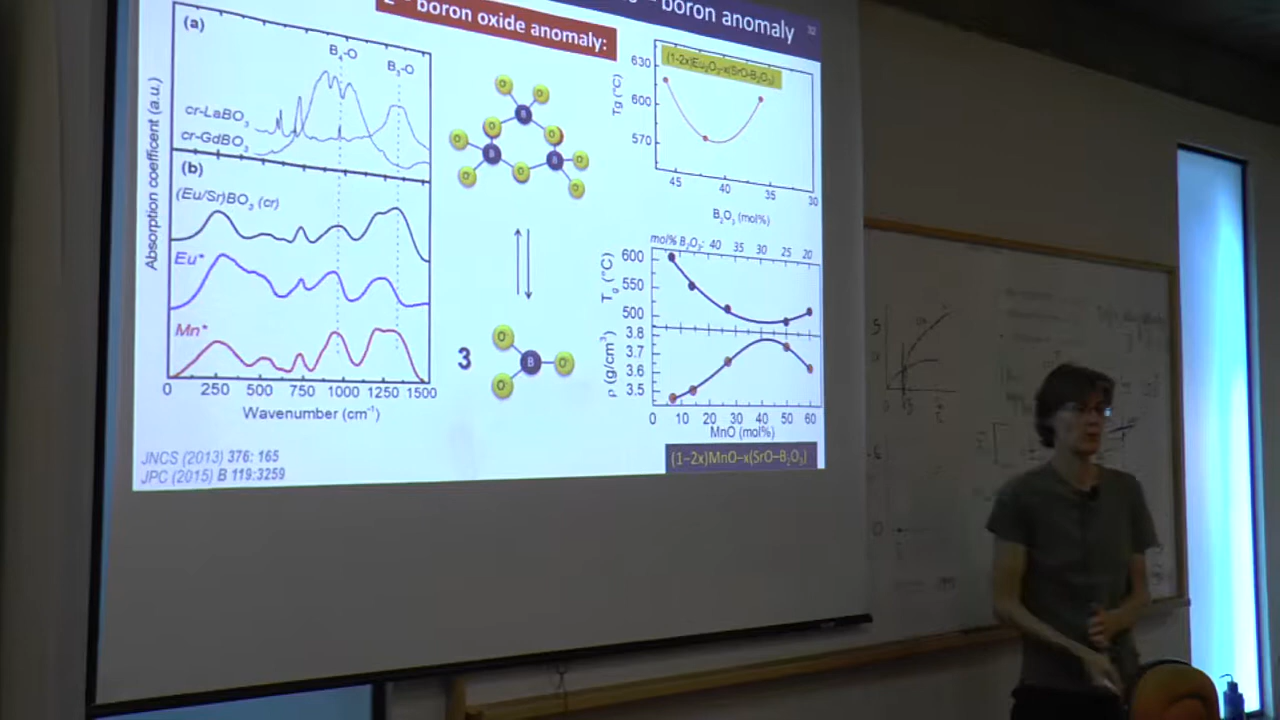 – boron anomaly
32
– boron oxide anomaly:
(a)
B₄-O
B₃-O
cr-LaBO₃
cr-GdBO₃
(b)
(Eu/Sr)BO₃ (cr)
Eu*
Mn*
Absorption coefficent (a.u.)
0 250 500 750 1000 1250 1500
Wavenumber (cm⁻¹)
JNCS (2013) 376: 165
JPC (2015) B 119:3259
B
B
B
3
B
(1-2x)Eu₂O₃-x(SrO-B₂O₃)
Tg (°C)
630
600
570
45 40 35 30
B₂O₃ (mol%)
mol% B₂O₃: 40 35 30 25 20
Tg (°C)
600
550
500
ρ (g/cm³)
3.8
3.7
3.6
3.5
0 10 20 30 40 50 60
MnO (mol%)
(1–2x)MnO–x(SrO–B₂O₃)